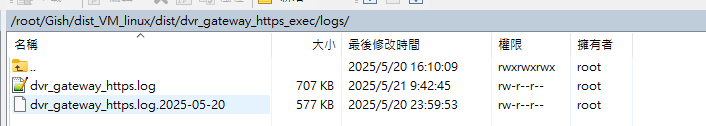 /root/Gish/dist_VM_linux/dist/dvr_gateway_https_exec/logs/
名稱 大小 最後修改時間 權限 擁有者
.. 2025/5/20 16:10:09 rwxrwxrwx root
dvr_gateway_https.log 707 KB 2025/5/21 9:42:45 rw-r--r-- root
dvr_gateway_https.log.2025-05-20 577 KB 2025/5/20 23:59:53 rw-r--r-- root